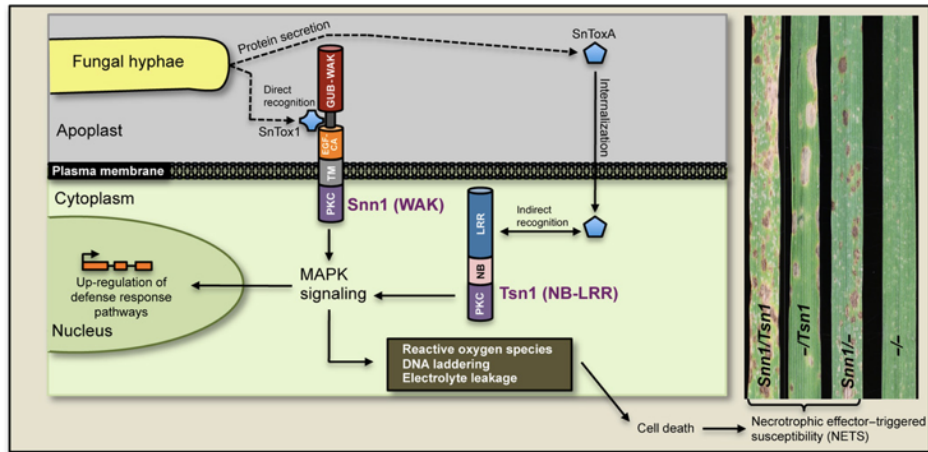 Fungal hyphae
Protein secretion
SnToxA
Direct
recognition
SnTox1
GUB-WAK
EGF-
CA
TM
PKC
Internalization
Apoplast
Plasma membrane
Cytoplasm
Snn1 (WAK)
LRR
NB
PKC
Indirect
recognition
Tsn1 (NB-LRR)
MAPK
signaling
Up-regulation of
defense response
pathways
Nucleus
Reactive oxygen species
DNA laddering
Electrolyte leakage
Cell death
Snn1/Tsn1
-/Tsn1
Snn1/-
-/-
Necrotrophic effector–triggered
susceptibility (NETS)